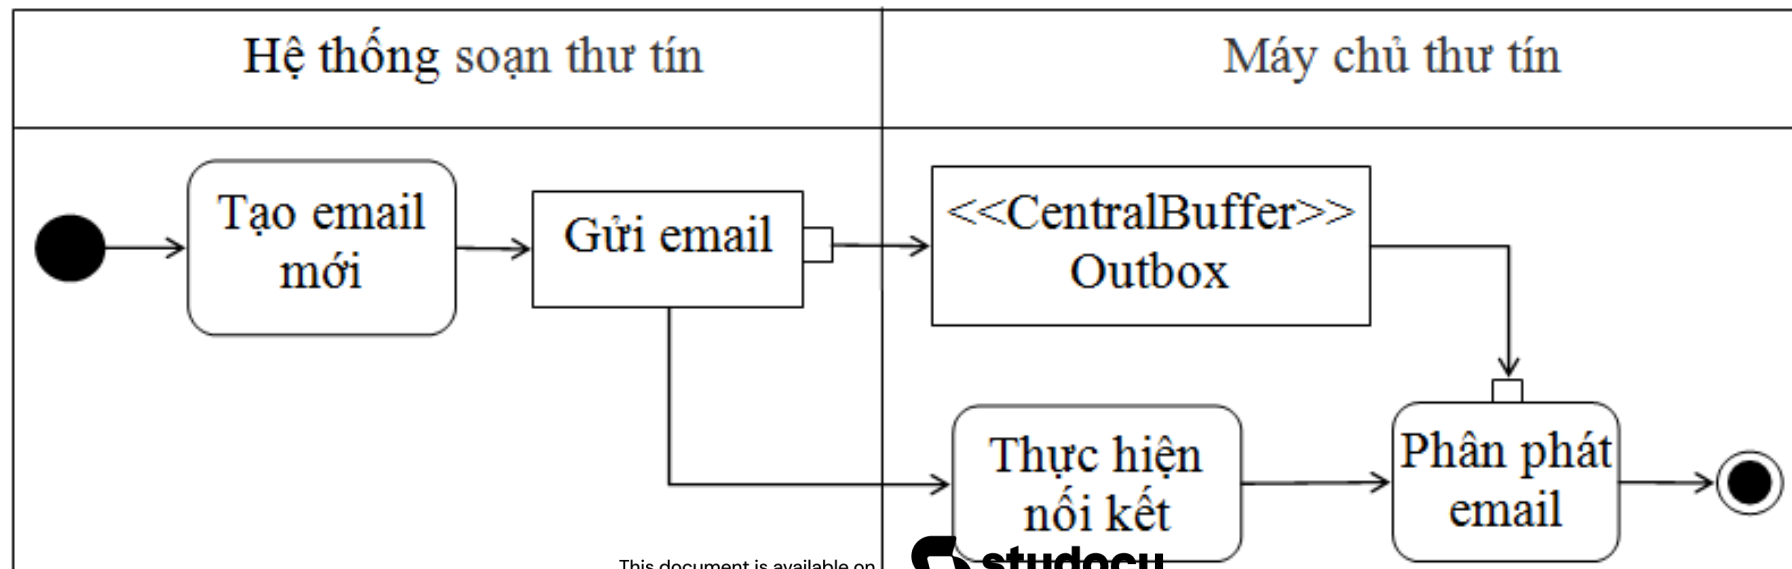 Hệ thống soạn thư tín
Máy chủ thư tín
Tạo email
mới
Gửi email
<<CentralBuffer>>
Outbox
Thực hiện
nối kết
Phân phát
email
This document is available on
studocu